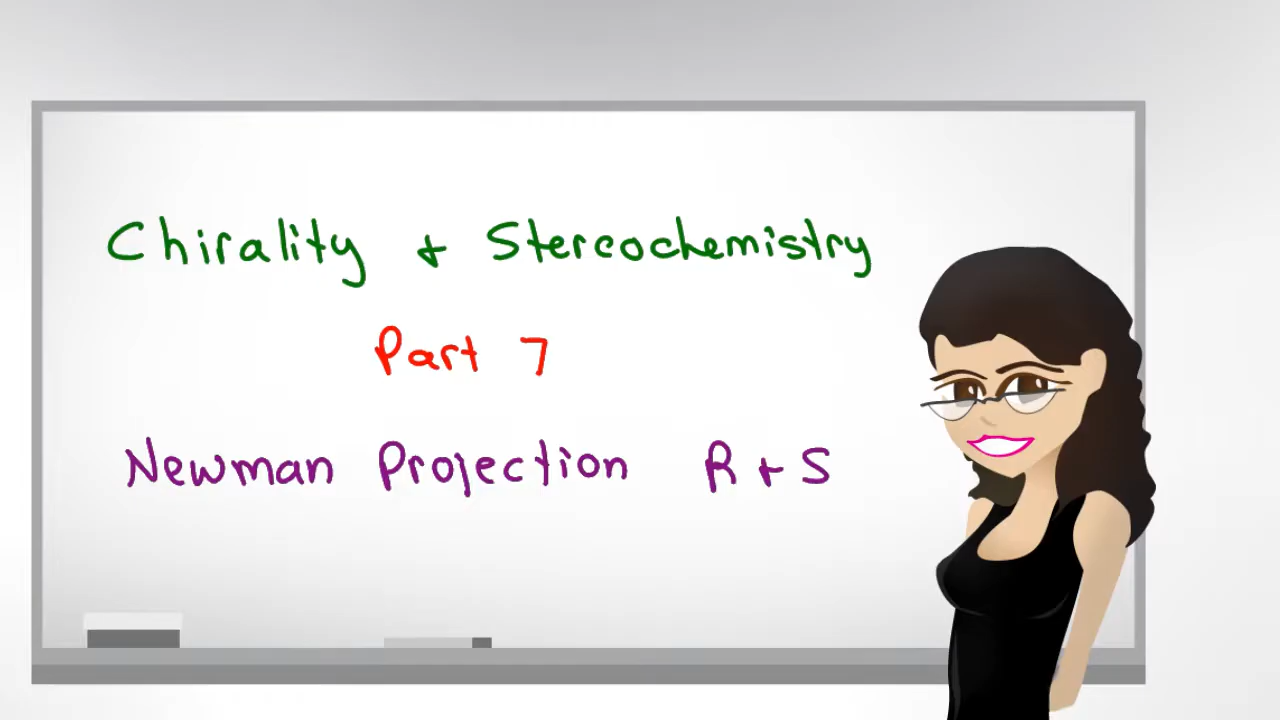 Chirality + Stereochemistry
Part 7
Newman Projection R + S